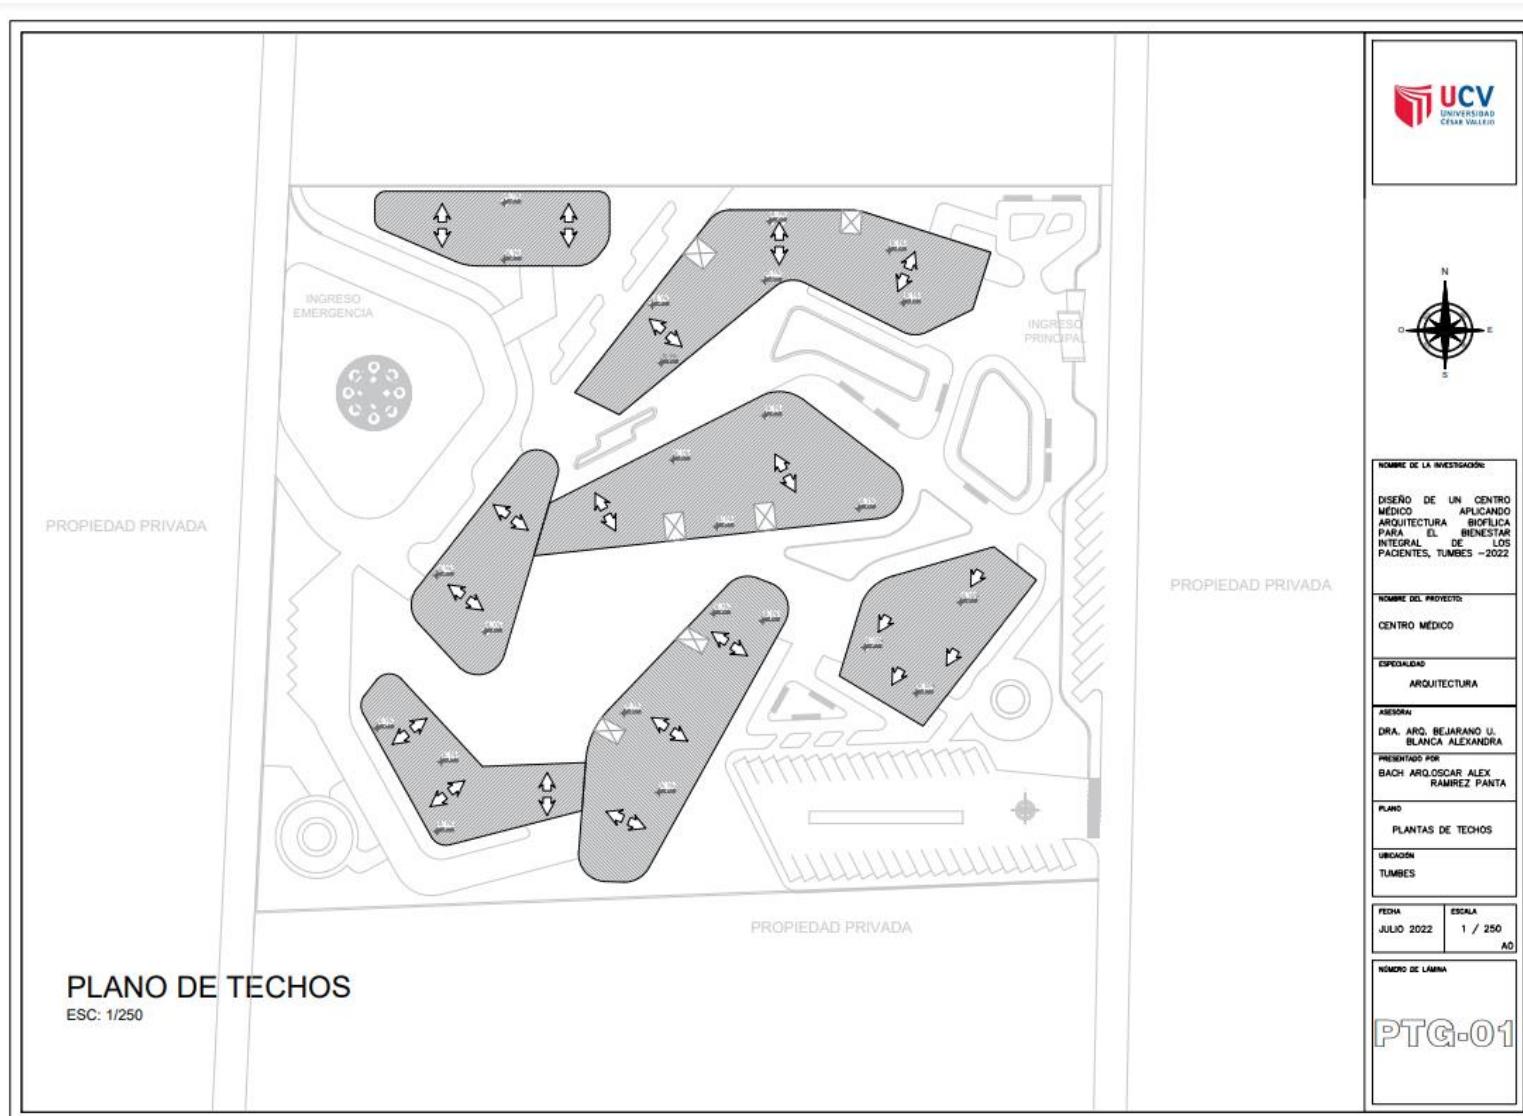 UCV
UNIVERSIDAD
CÉSAR VALLEJO
N
O
E
S
INGRESO
EMERGENCIA
INGRESO
PRINCIPAL
PROPIEDAD PRIVADA
PROPIEDAD PRIVADA
PROPIEDAD PRIVADA
PLANO DE TECHOS
ESC: 1/250
NOMBRE DE LA INVESTIGACIÓN:
DISEÑO DE UN CENTRO
MÉDICO APLICANDO
ARQUITECTURA BIOFÍLICA
PARA EL BIENESTAR
INTEGRAL DE LOS
PACIENTES, TUMBES -2022
NOMBRE DEL PROYECTO:
CENTRO MÉDICO
ESPECIALIDAD
ARQUITECTURA
ASESORA:
DRA. ARQ. BEJARANO U.
BLANCA ALEXANDRA
PRESENTADO POR
BACH ARQ.OSCAR ALEX
RAMIREZ PANTA
PLANO
PLANTAS DE TECHOS
UBICACIÓN
TUMBES
FECHA
JULIO 2022
ESCALA
1 / 250
A0
NÚMERO DE LÁMINA
PTG-01